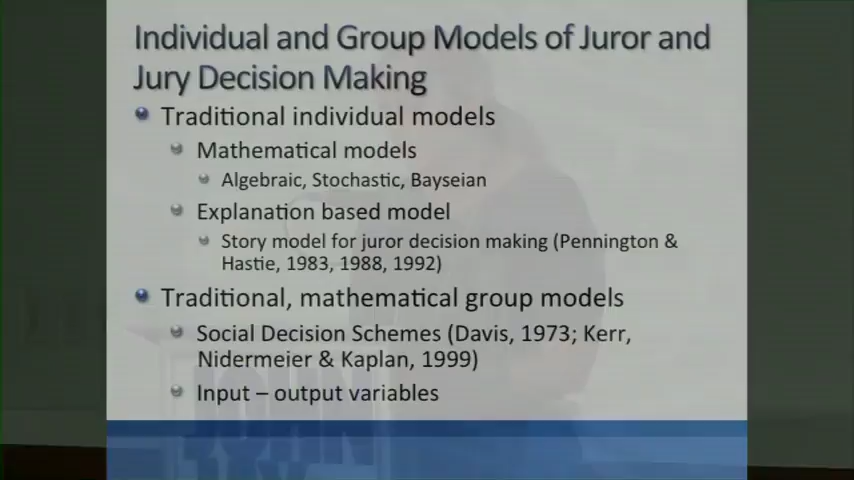 Individual and Group Models of Juror and
Jury Decision Making
Traditional individual models
Mathematical models
Algebraic, Stochastic, Bayseian
Explanation based model
Story model for juror decision making (Pennington &
Hastie, 1983, 1988, 1992)
Traditional, mathematical group models
Social Decision Schemes (Davis, 1973; Kerr,
Nidermeier & Kaplan, 1999)
Input – output variables
JOHN
JAY